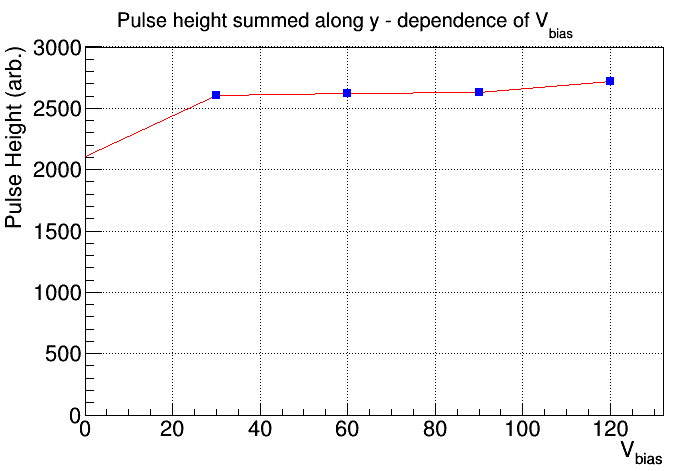 Pulse height summed along y - dependence of V_bias
Pulse Height (arb.)
3000
2500
2000
1500
1000
500
0
0 20 40 60 80 100 120
V_bias